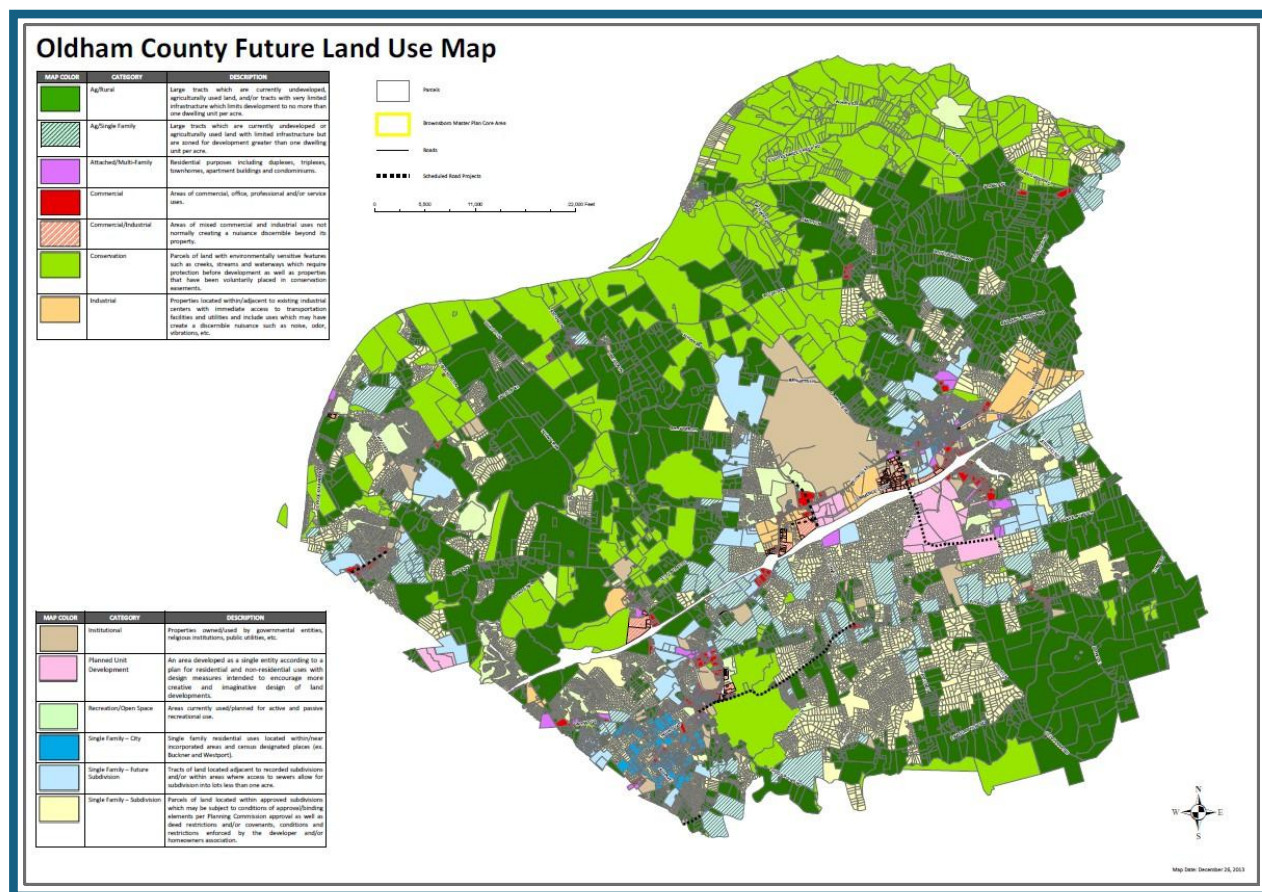 Oldham County Future Land Use Map
MAP COLOR CATEGORY DESCRIPTION
Ag/Rural Large tracts which are currently undeveloped,
agriculturally used land, and/or tracts with very limited
infrastructure which limits development to no more than
one dwelling unit per acre.
Ag/Single Family Large tracts which are currently undeveloped or
agriculturally used land with limited infrastructure but
are zoned for development greater than one dwelling
unit per acre.
Attached/Multi-Family Residential purposes including duplexes, triplexes,
townhomes, apartment buildings and condominiums.
Commercial Areas of commercial, office, professional and/or service
uses.
Commercial/Industrial Areas of mixed commercial and industrial uses not
normally creating a nuisance discernible beyond its
property.
Conservation Parcels of land with environmentally sensitive features
such as creeks, streams and waterways which require
protection before development as well as properties
that have been voluntarily placed in conservation
easements.
Industrial Properties located within/adjacent to existing industrial
centers with immediate access to transportation
facilities and utilities and include uses which may have
create a discernible nuisance such as noise, odor,
vibrations, etc.
Parcels
Brownsboro Master Plan Core Area
Roads
Scheduled Road Projects
0 5,500 11,000 22,000 Feet
MAP COLOR CATEGORY DESCRIPTION
Institutional Properties owned/used by governmental entities,
religious institutions, public utilities, etc.
Planned Unit An area developed as a single entity according to a
Development plan for residential and non-residential uses with
design measures intended to encourage more
creative and imaginative design of land
developments.
Recreation/Open Space Areas currently used/planned for active and passive
recreational use.
Single Family – City Single family residential uses located within/near
incorporated areas and census designated places (ex.
Buckner and Westport).
Single Family – Future Tracts of land located adjacent to recorded subdivisions
Subdivision and/or within areas where access to sewers allow for
subdivision into lots less than one acre.
Single Family – Subdivision Parcels of land located within approved subdivisions
which may be subject to conditions of approval/binding
elements per Planning Commission approval as well as
deed restrictions and/or covenants, conditions and
restrictions enforced by the developer and/or
homeowners association.
N
W E
S
Map Date: December 26, 2013